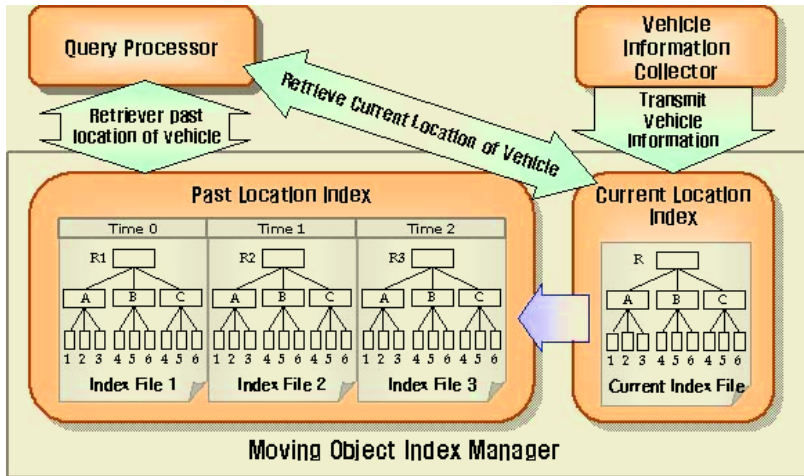 Query Processor
Vehicle
Information
Collector
Retriever past
location of vehicle
Retrieve Current Location of Vehicle
Transmit
Vehicle
Information
Past Location Index
Current Location
Index
Time 0
Time 1
Time 2
R1
R2
R3
R
A B C
A B C
A B C
A B C
1 2 3 4 5 6 4 5 6
1 2 3 4 5 6 4 5 6
1 2 3 4 5 6 4 5 6
1 2 3 4 5 6 4 5 6
Index File 1
Index File 2
Index File 3
Current Index File
Moving Object Index Manager